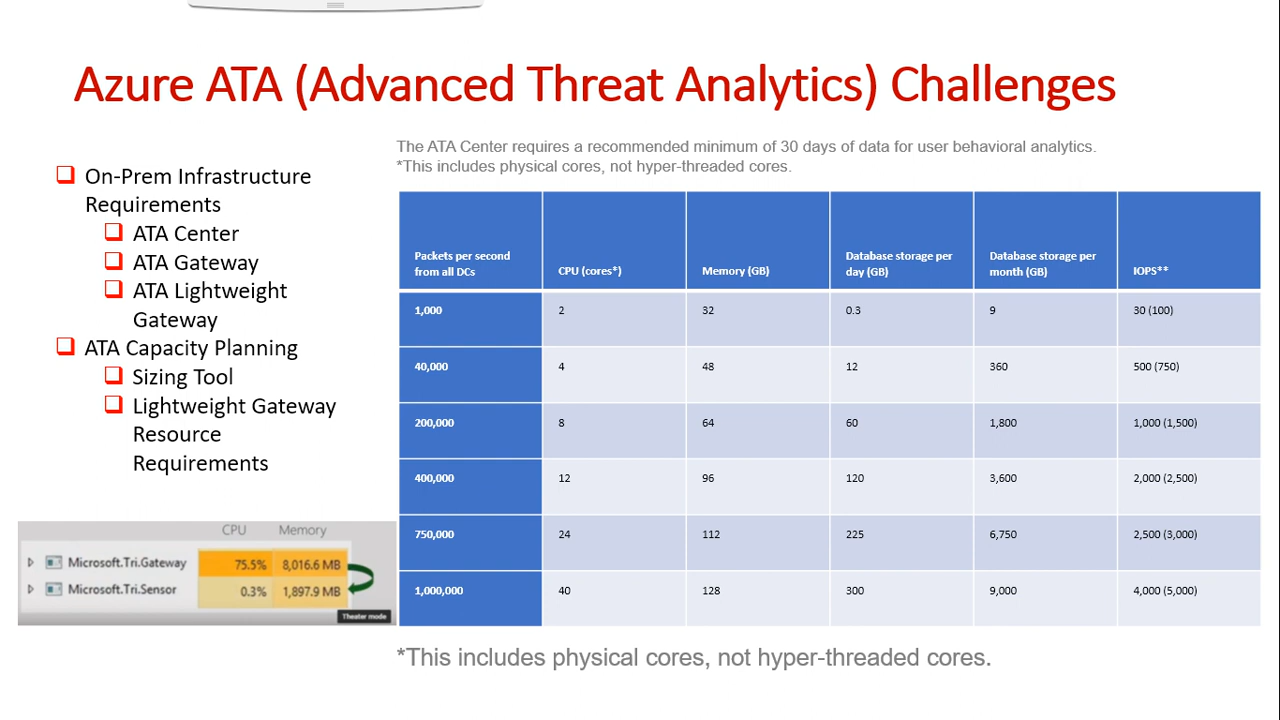 Azure ATA (Advanced Threat Analytics) Challenges
The ATA Center requires a recommended minimum of 30 days of data for user behavioral analytics.
*This includes physical cores, not hyper-threaded cores.
❑ On-Prem Infrastructure
Requirements
❑ ATA Center
❑ ATA Gateway
❑ ATA Lightweight
Gateway
❑ ATA Capacity Planning
❑ Sizing Tool
❑ Lightweight Gateway
Resource
Requirements
Packets per second from all DCs CPU (cores*) Memory (GB) Database storage per day (GB) Database storage per month (GB) IOPS**
1,000 2 32 0.3 9 30 (100)
40,000 4 48 12 360 500 (750)
200,000 8 64 60 1,800 1,000 (1,500)
400,000 12 96 120 3,600 2,000 (2,500)
750,000 24 112 225 6,750 2,500 (3,000)
1,000,000 40 128 300 9,000 4,000 (5,000)
CPU Memory
Microsoft.Tri.Gateway 75.5% 8,016.6 MB
Microsoft.Tri.Sensor 0.3% 1,897.9 MB
Theater mode
*This includes physical cores, not hyper-threaded cores.